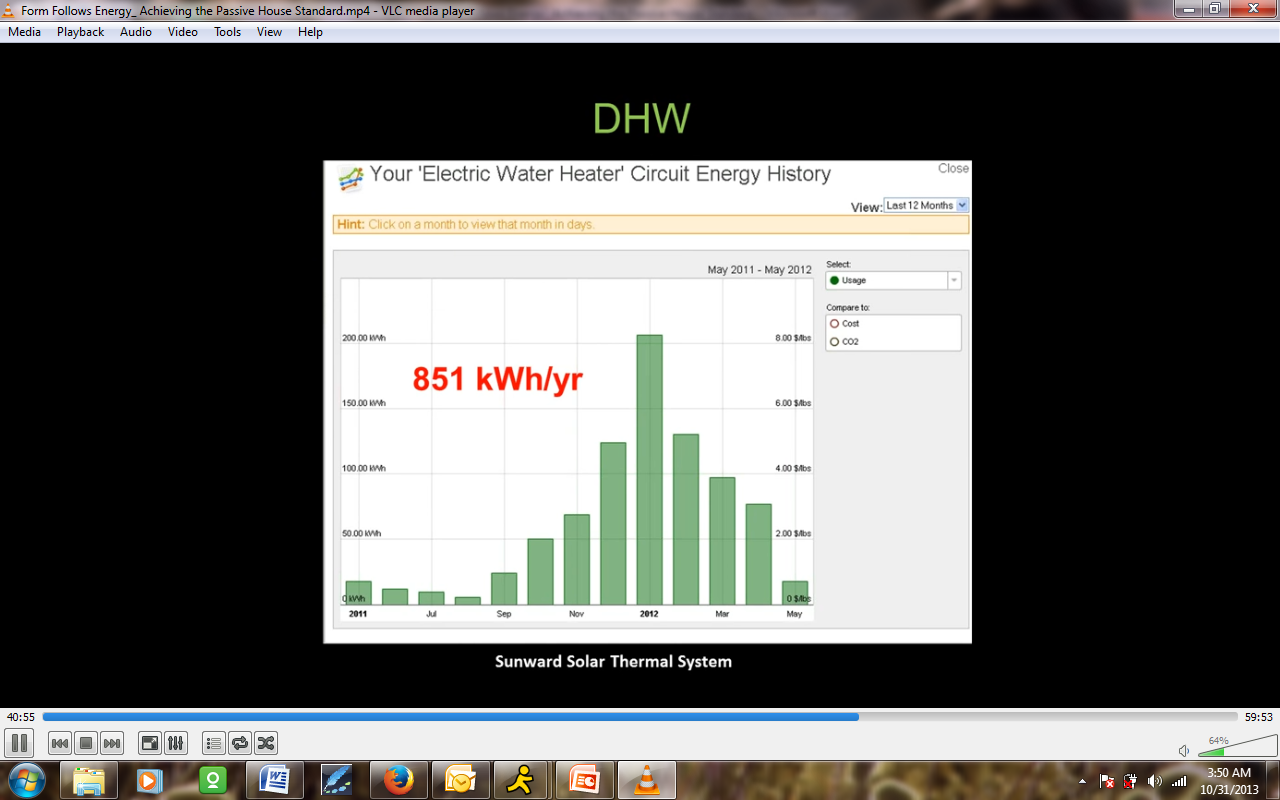 Form Follows Energy_ Achieving the Passive House Standard.mp4 - VLC media player
Media Playback Audio Video Tools View Help
DHW
Your 'Electric Water Heater' Circuit Energy History
Close
View: Last 12 Months
Hint: Click on a month to view that month in days.
May 2011 - May 2012
Select:
Usage
Compare to:
Cost
CO2
200.00 kWh 8.00 $/lbs
851 kWh/yr
150.00 kWh 6.00 $/lbs
100.00 kWh 4.00 $/lbs
50.00 kWh 2.00 $/lbs
0 kWh 0 $/lbs
2011 Jul Sep Nov 2012 Mar May
Sunward Solar Thermal System
40:55 59:53
64%
3:50 AM
10/31/2013